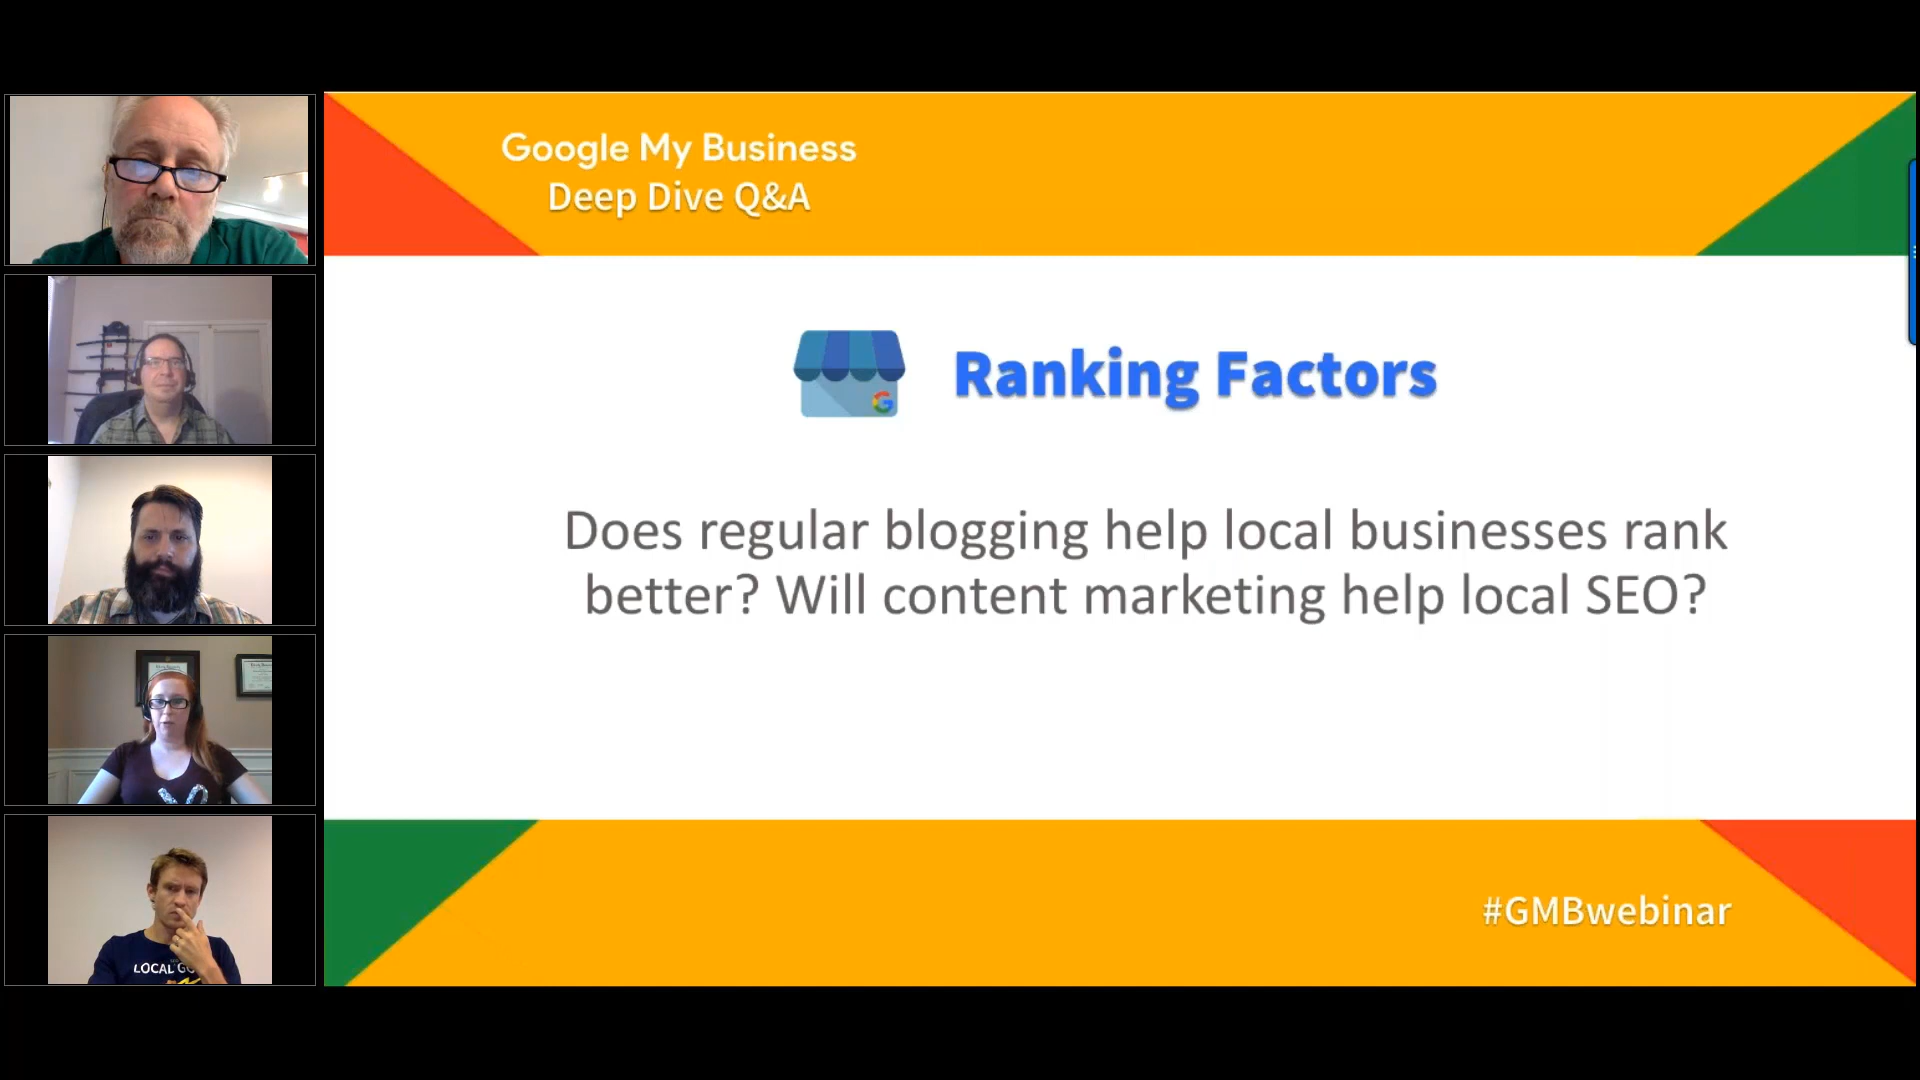 Google My Business
Deep Dive Q&A
G
Ranking Factors
Does regular blogging help local businesses rank
better? Will content marketing help local SEO?
LOCAL
#GMBwebinar